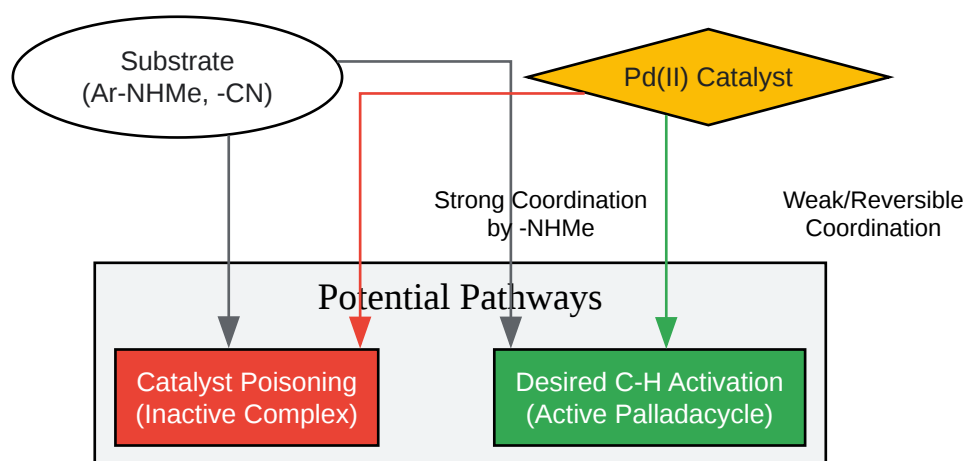 Substrate
(Ar-NHMe, -CN)
Pd(II) Catalyst
Strong Coordination
by -NHMe
Weak/Reversible
Coordination
Potential Pathways
Catalyst Poisoning
(Inactive Complex)
Desired C-H Activation
(Active Palladacycle)